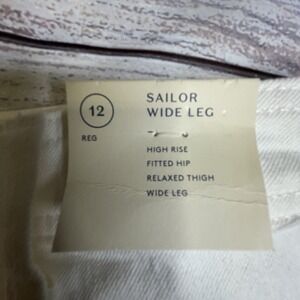 12
REG
SAILOR
WIDE LEG
HIGH RISE
FITTED HIP
RELAXED THIGH
WIDE LEG